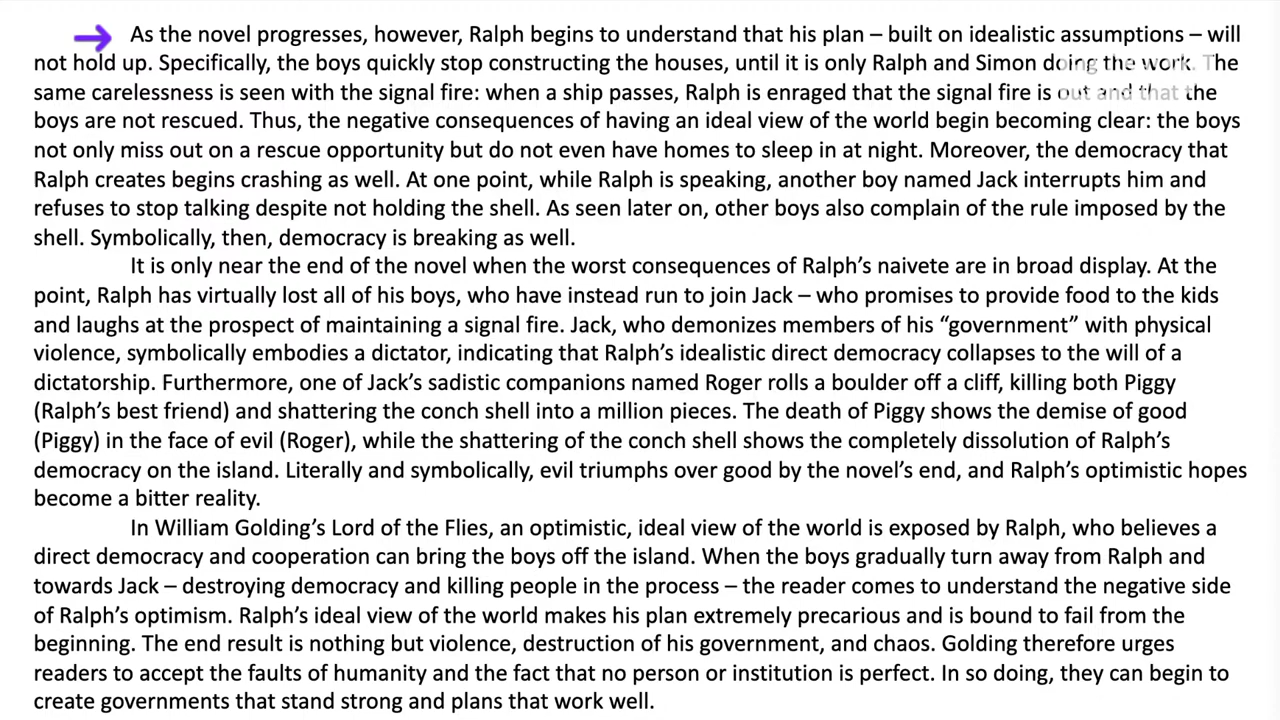 As the novel progresses, however, Ralph begins to understand that his plan – built on idealistic assumptions – will
not hold up. Specifically, the boys quickly stop constructing the houses, until it is only Ralph and Simon doing the work. The
same carelessness is seen with the signal fire: when a ship passes, Ralph is enraged that the signal fire is out and that the
boys are not rescued. Thus, the negative consequences of having an ideal view of the world begin becoming clear: the boys
not only miss out on a rescue opportunity but do not even have homes to sleep in at night. Moreover, the democracy that
Ralph creates begins crashing as well. At one point, while Ralph is speaking, another boy named Jack interrupts him and
refuses to stop talking despite not holding the shell. As seen later on, other boys also complain of the rule imposed by the
shell. Symbolically, then, democracy is breaking as well.
It is only near the end of the novel when the worst consequences of Ralph's naivete are in broad display. At the
point, Ralph has virtually lost all of his boys, who have instead run to join Jack – who promises to provide food to the kids
and laughs at the prospect of maintaining a signal fire. Jack, who demonizes members of his “government” with physical
violence, symbolically embodies a dictator, indicating that Ralph's idealistic direct democracy collapses to the will of a
dictatorship. Furthermore, one of Jack's sadistic companions named Roger rolls a boulder off a cliff, killing both Piggy
(Ralph's best friend) and shattering the conch shell into a million pieces. The death of Piggy shows the demise of good
(Piggy) in the face of evil (Roger), while the shattering of the conch shell shows the completely dissolution of Ralph's
democracy on the island. Literally and symbolically, evil triumphs over good by the novel's end, and Ralph's optimistic hopes
become a bitter reality.
In William Golding's Lord of the Flies, an optimistic, ideal view of the world is exposed by Ralph, who believes a
direct democracy and cooperation can bring the boys off the island. When the boys gradually turn away from Ralph and
towards Jack – destroying democracy and killing people in the process – the reader comes to understand the negative side
of Ralph's optimism. Ralph's ideal view of the world makes his plan extremely precarious and is bound to fail from the
beginning. The end result is nothing but violence, destruction of his government, and chaos. Golding therefore urges
readers to accept the faults of humanity and the fact that no person or institution is perfect. In so doing, they can begin to
create governments that stand strong and plans that work well.